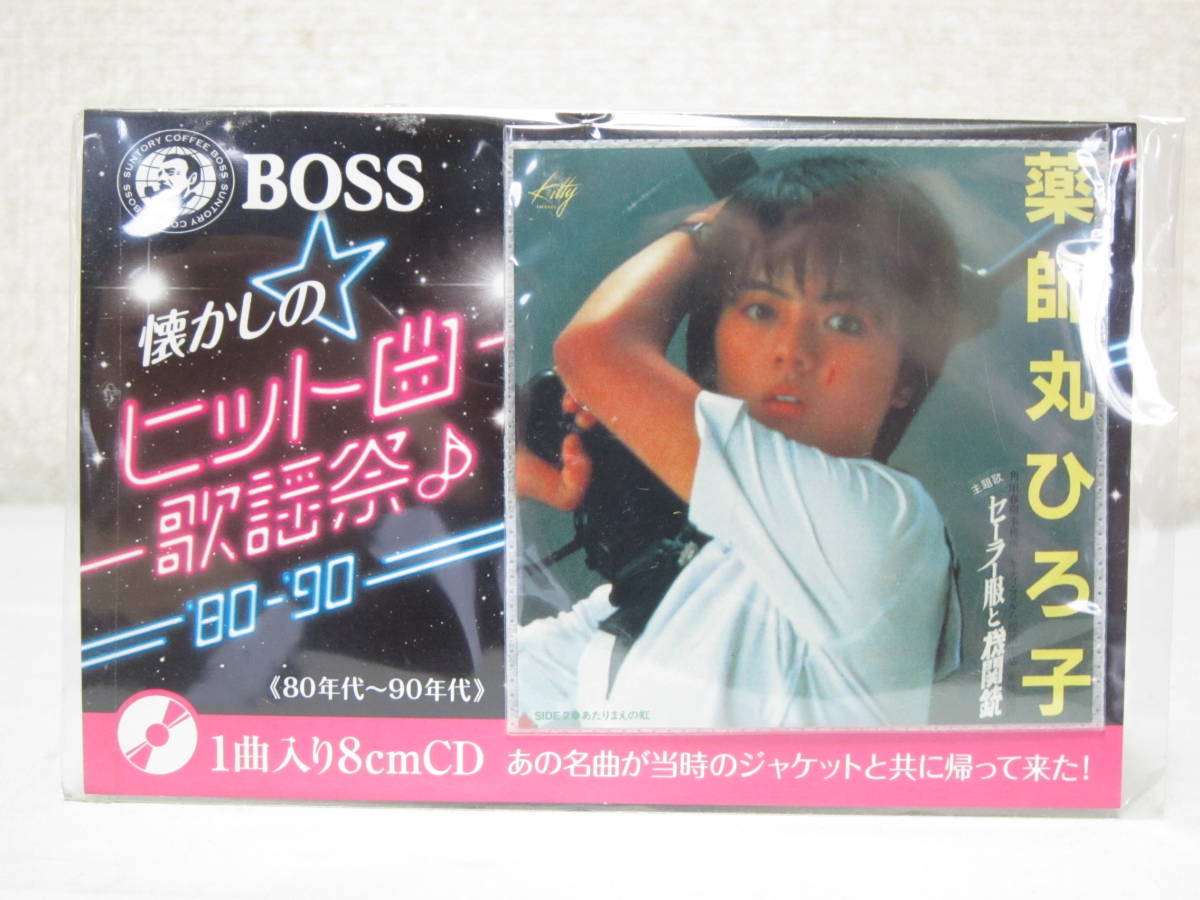 SUNTORY COFFEE BOSS
BOSS
懐かしの
ヒット曲
歌謡祭♪
'80-'90
《80年代～90年代》
1曲入り8cmCD
あの名曲が当時のジャケットと共に帰って来た!
Kitty
薬師丸ひろ子
主題歌
セーラー服と機関銃
SIDE 2 あたりまえの虹